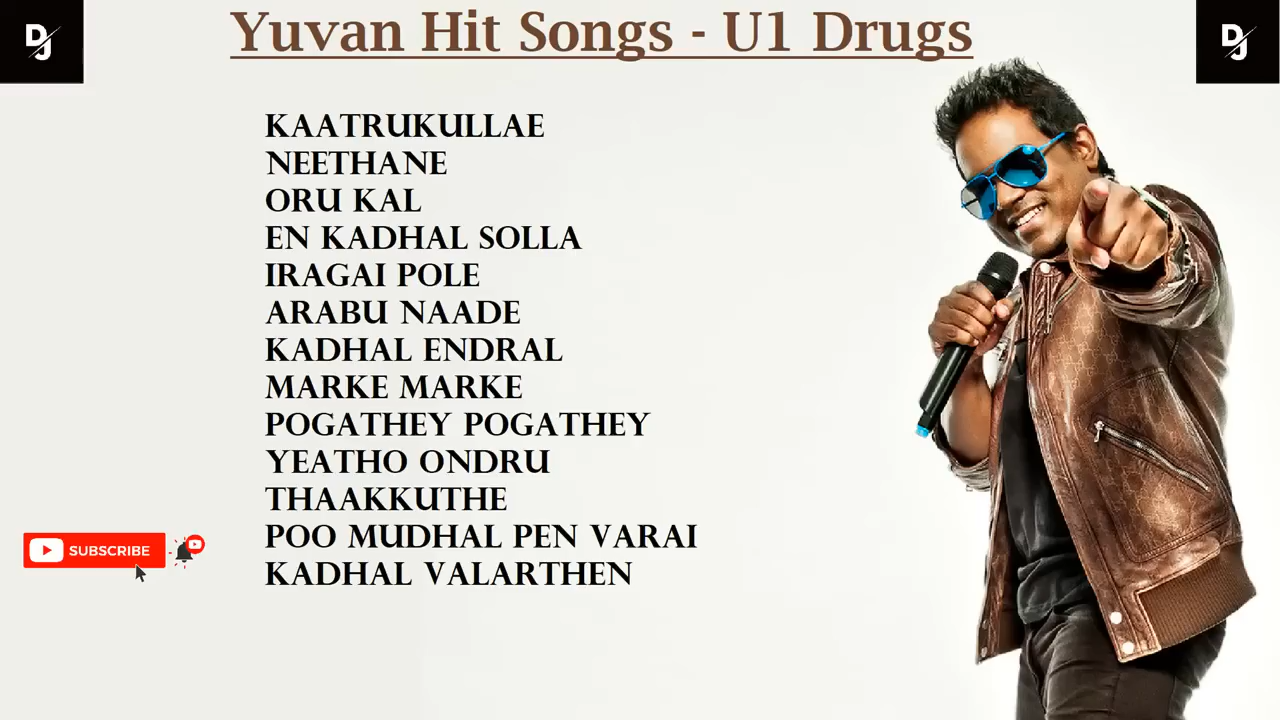 Yuvan Hit Songs - U1 Drugs
DJ
DJ
KAATRUKULLAE
NEETHANE
ORU KAL
EN KADHAL SOLLA
IRAGAI POLE
ARABU NAADE
KADHAL ENDRAL
MARKE MARKE
POGATHEY POGATHEY
YEATHO ONDRU
THAAKKUTHE
POO MUDHAL PEN VARAI
KADHAL VALARTHEN
SUBSCRIBE